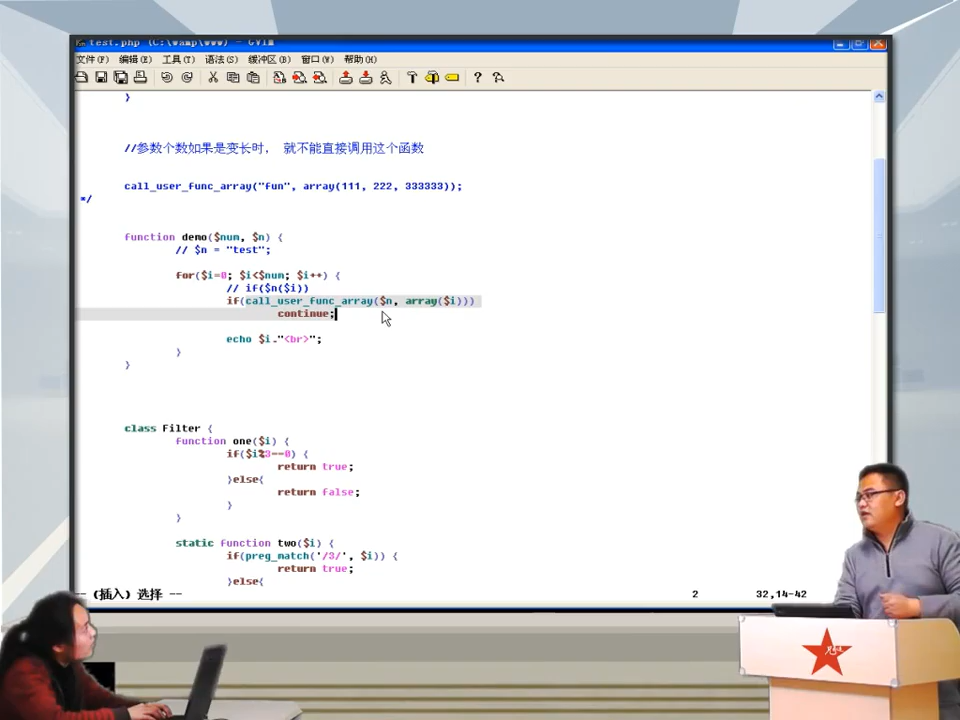 test.php (C:\wamp\www) - GVIM
文件(F) 编辑(E) 工具(T) 语法(S) 缓冲区(B) 窗口(W) 帮助(H)
}
//参数个数如果是变长时， 就不能直接调用这个函数
call_user_func_array("fun", array(111, 222, 333333));
*/
function demo($num, $n) {
// $n = "test";
for($i=0; $i<$num; $i++) {
// if($n($i))
if(call_user_func_array($n, array($i)))
continue;
echo $i."<br>";
}
}
class Filter {
function one($i) {
if($i%3==0) {
return true;
}else{
return false;
}
}
static function two($i) {
if(preg_match('/3/', $i)) {
return true;
}else{
-- (插入) 选择 -- 2 32,14-42